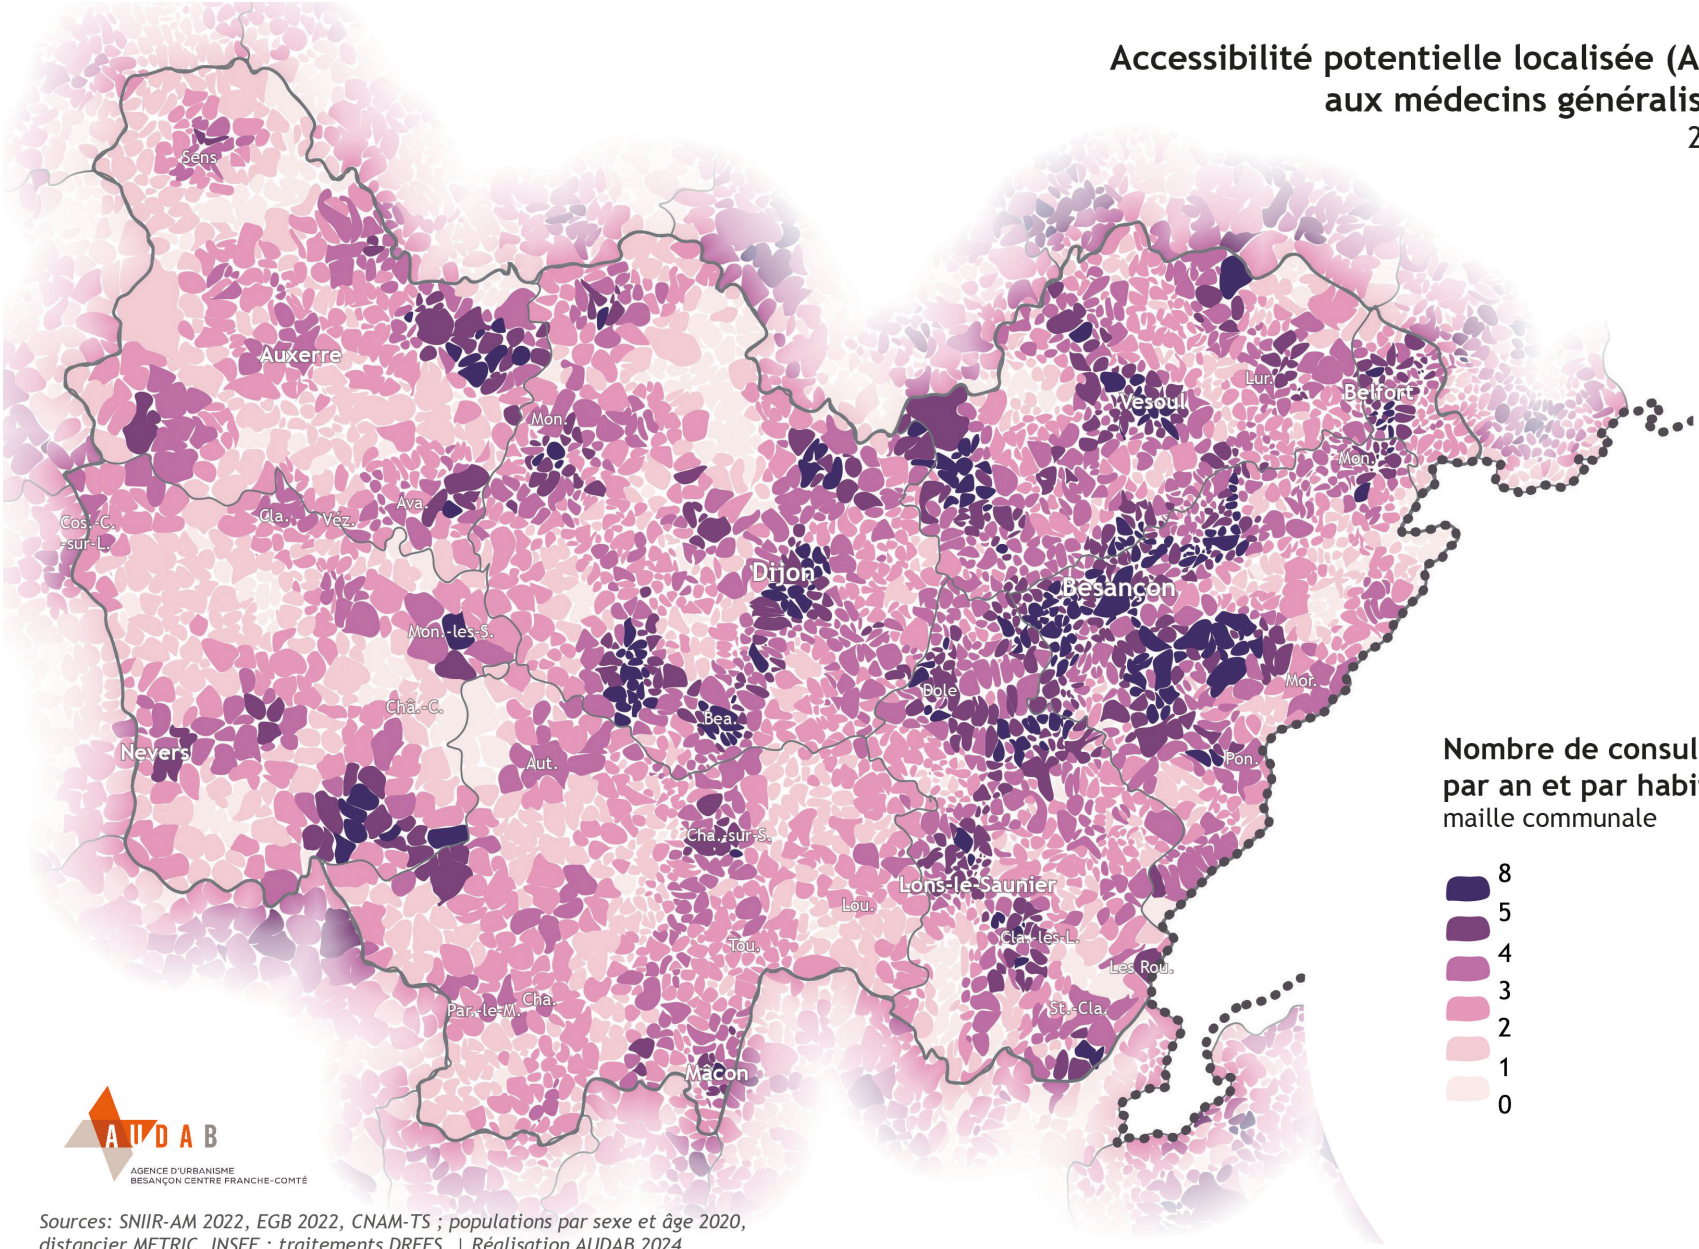 Accessibilité potentielle localisée (A
aux médecins généralis
2
Sens
Auxerre
Mon.
Ava.
Cos.-C.
-sur-L.
Cla.
Véz.
Mon.-les-S.
Châ.-C.
Nevers
Aut.
Dijon
Bea.
Cha.-sur-S.
Lou.
Tou.
Cha.
Par.-le-M.
Mâcon
Vesoul
Lur.
Belfort
Mon.
Besançon
Dole
Mor.
Pon.
Lons-le-Saunier
Cla.-les-L.
Les Rou.
St.-Cla.
Nombre de consul
par an et par habi
maille communale
8
5
4
3
2
1
0
AUDAB
AGENCE D'URBANISME
BESANÇON CENTRE FRANCHE-COMTÉ
Sources: SNIIR-AM 2022, EGB 2022, CNAM-TS ; populations par sexe et âge 2020,
distancier METRIC, INSEE ; traitements DREES. | Réalisation AUDAB 2024